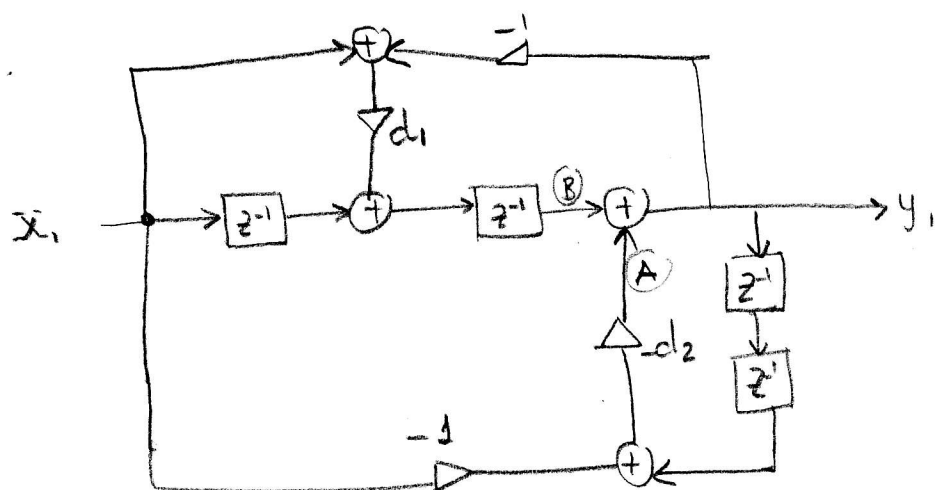 -1
+
d₁
x₁
z⁻¹
+
z⁻¹
B
+
y₁
A
z⁻¹
-d₂
z⁻¹
-1
+